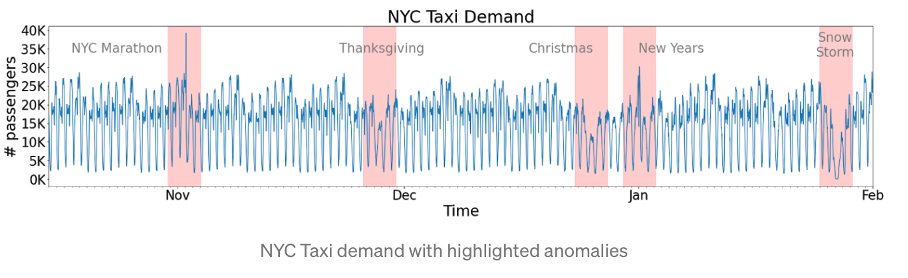 NYC Taxi Demand
40K
35K
30K
25K
20K
15K
10K
5K
0K
# passengers
NYC Marathon
Thanksgiving
Christmas
New Years
Snow
Storm
Nov
Dec
Jan
Feb
Time
NYC Taxi demand with highlighted anomalies